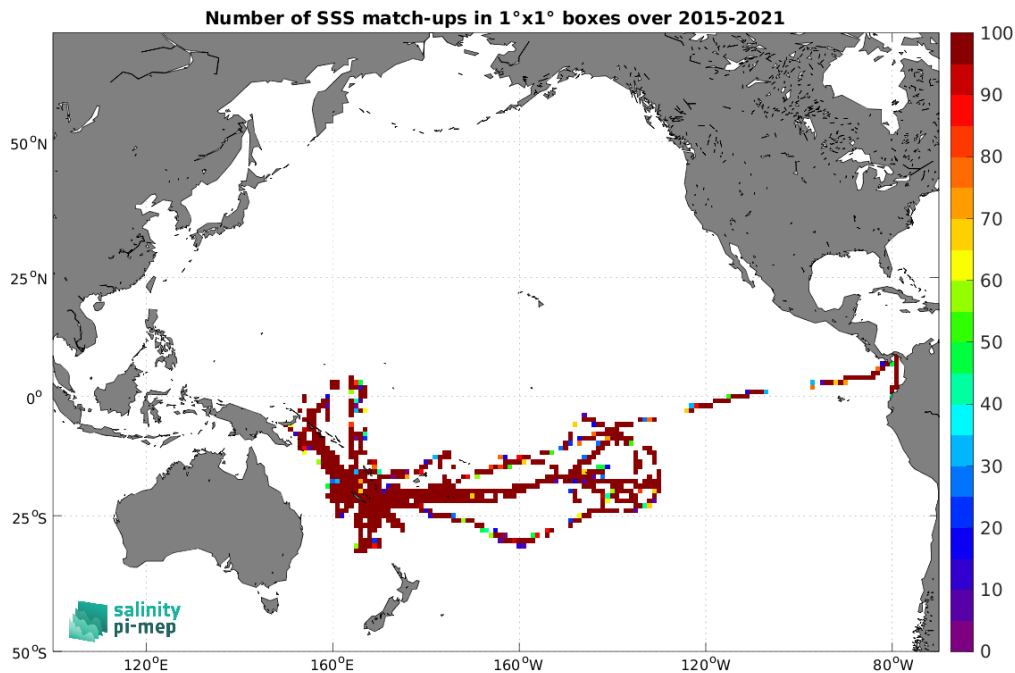 Number of SSS match-ups in 1°x1° boxes over 2015-2021
50°N
25°N
0°
25°S
50°S
120°E
160°E
160°W
120°W
80°W
100
90
80
70
60
50
40
30
20
10
0
salinity
pi-mep